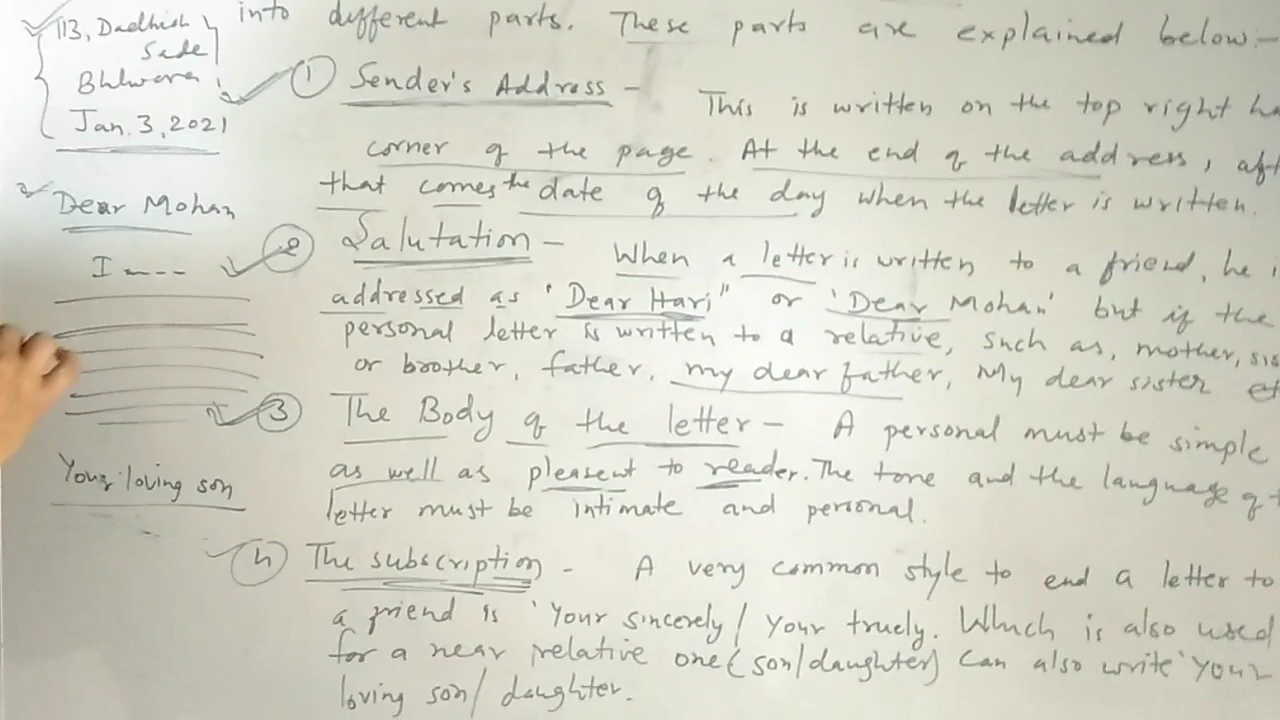 113, Dadhich
Sade
Bhlwara
Jan. 3, 2021
Dear Mohan
I ----
Your loving son
into different parts. These parts are explained below:-
① Sender's Address - This is written on the top right ha
corner of the page. At the end of the address, aft
that comes the date of the day when the letter is written.
② Salutation - When a letter is written to a friend, he i
addressed as 'Dear Hari" or 'Dear Mohan' but if the
personal letter is written to a relative, such as, mother, sis
or brother, father, my dear father, My dear sister et
③ The Body of the letter - A personal must be simple
as well as pleasent to reader. The tone and the language of t
letter must be intimate and personal.
④ The subscription - A very common style to end a letter to
a friend is 'Your sincerely / Your truely. Which is also used
for a near relative one (son/daughter) Can also write 'Your
loving son/ daughter.